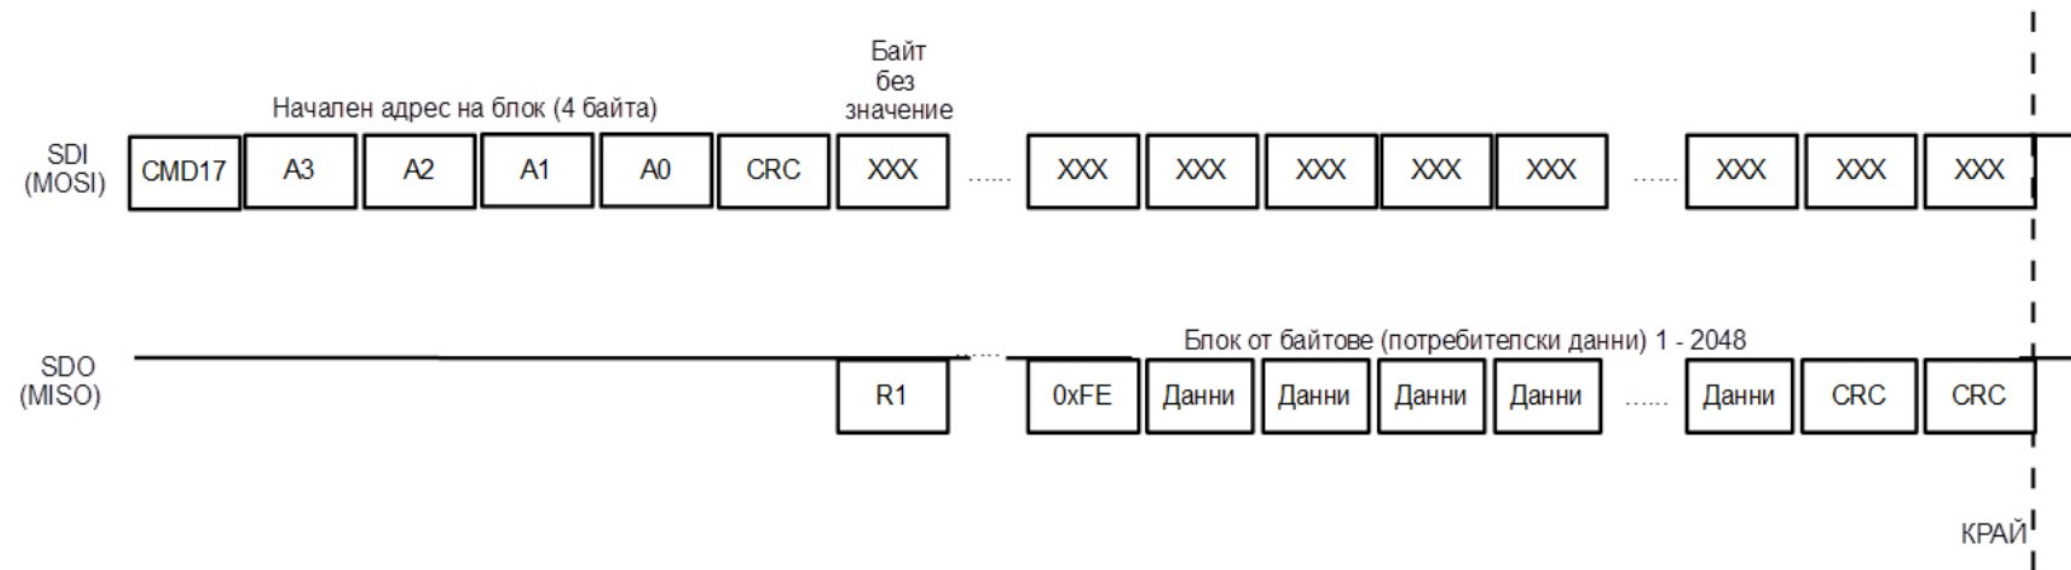 Байт
без
значение
Начален адрес на блок (4 байта)
SDI
(MOSI)
CMD17 A3 A2 A1 A0 CRC XXX ...... XXX XXX XXX XXX XXX ...... XXX XXX XXX
Блок от байтове (потребителски данни) 1 - 2048
SDO
(MISO)
R1 ...... 0xFE Данни Данни Данни Данни ...... Данни CRC CRC
КРАЙ